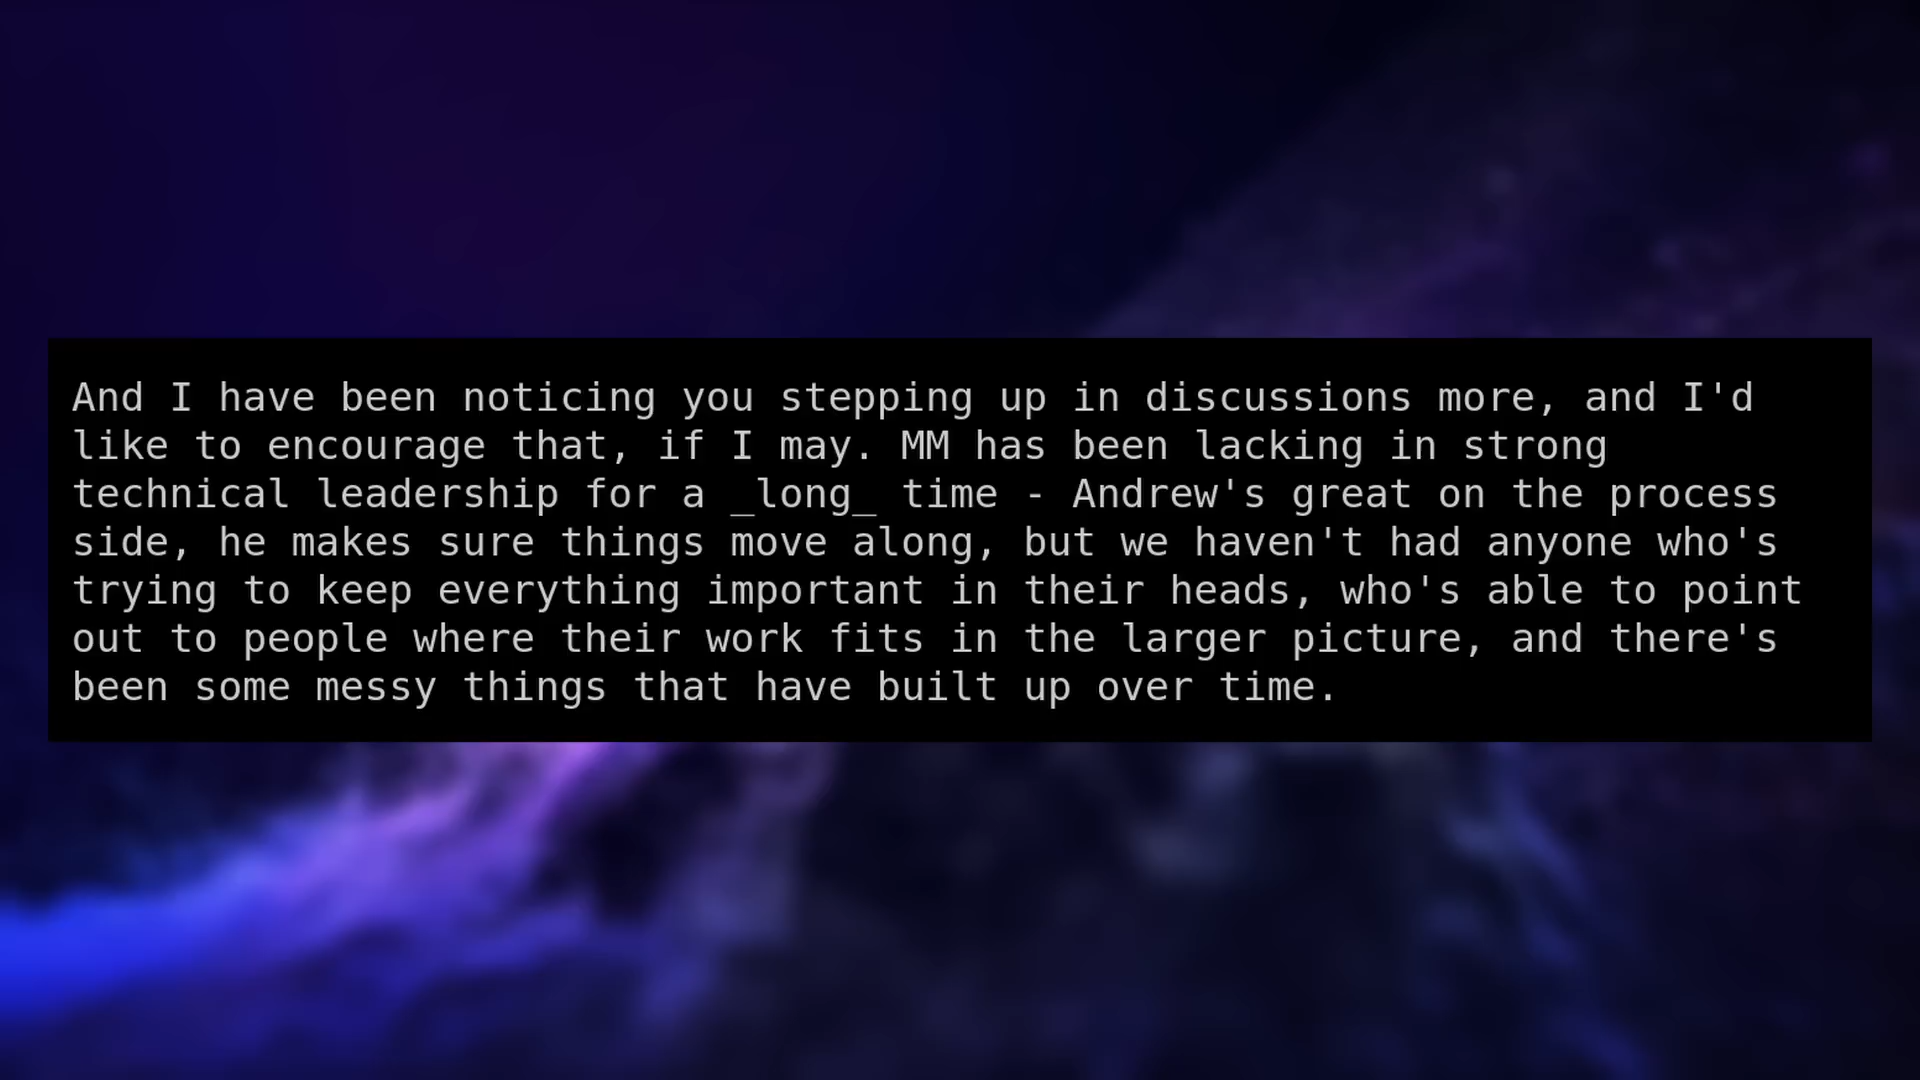 And I have been noticing you stepping up in discussions more, and I'd
like to encourage that, if I may. MM has been lacking in strong
technical leadership for a _long_ time - Andrew's great on the process
side, he makes sure things move along, but we haven't had anyone who's
trying to keep everything important in their heads, who's able to point
out to people where their work fits in the larger picture, and there's
been some messy things that have built up over time.